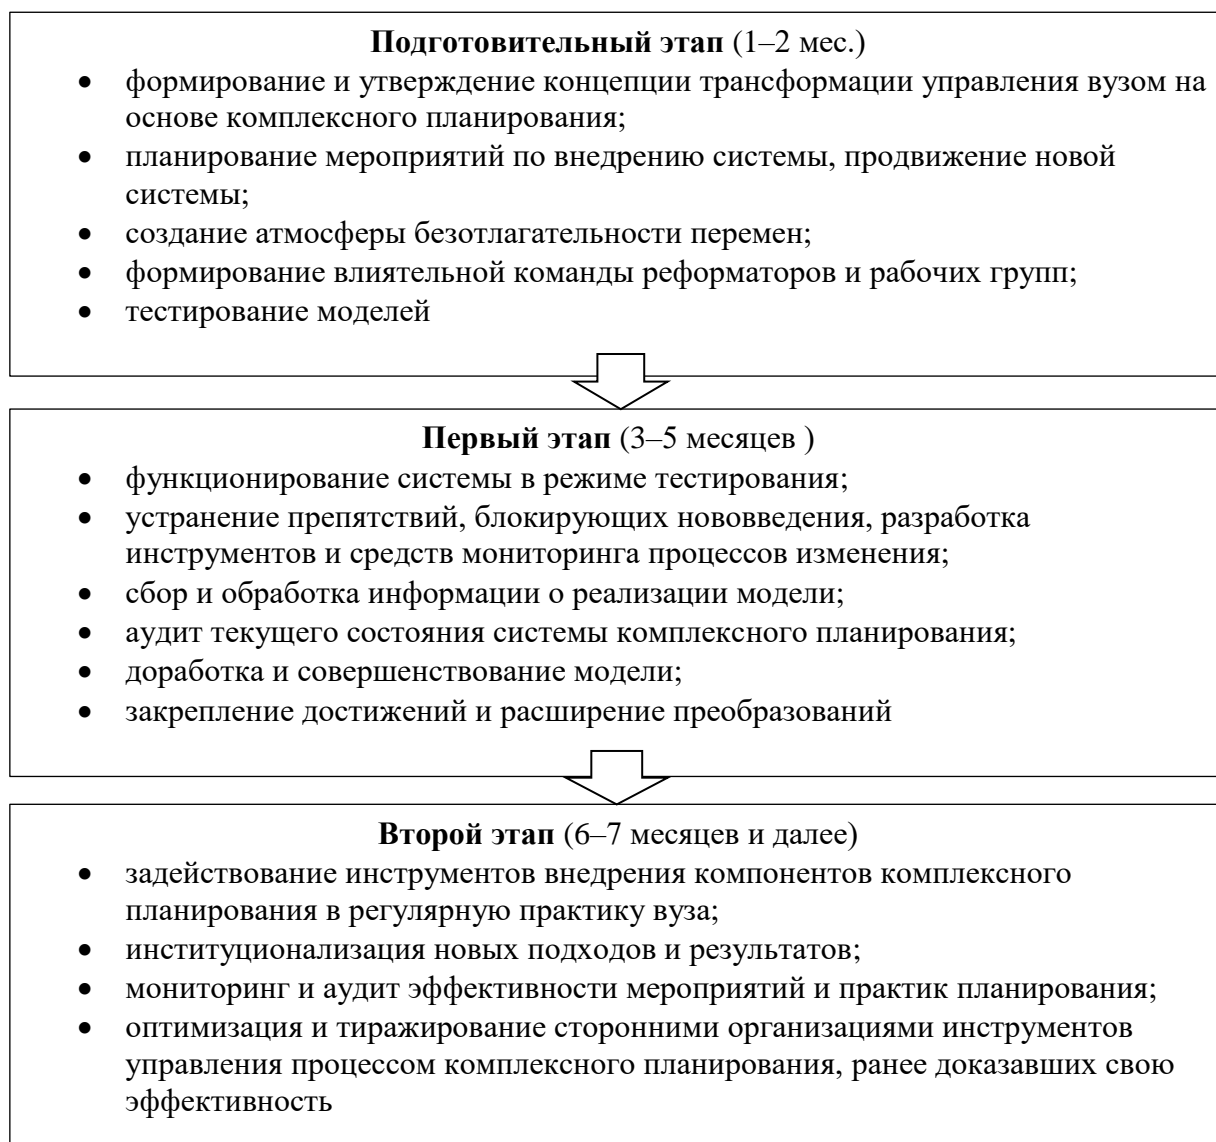 Подготовительный этап (1–2 мес.)
• формирование и утверждение концепции трансформации управления вузом на
основе комплексного планирования;
• планирование мероприятий по внедрению системы, продвижение новой
системы;
• создание атмосферы безотлагательности перемен;
• формирование влиятельной команды реформаторов и рабочих групп;
• тестирование моделей
Первый этап (3–5 месяцев )
• функционирование системы в режиме тестирования;
• устранение препятствий, блокирующих нововведения, разработка
инструментов и средств мониторинга процессов изменения;
• сбор и обработка информации о реализации модели;
• аудит текущего состояния системы комплексного планирования;
• доработка и совершенствование модели;
• закрепление достижений и расширение преобразований
Второй этап (6–7 месяцев и далее)
• задействование инструментов внедрения компонентов комплексного
планирования в регулярную практику вуза;
• институционализация новых подходов и результатов;
• мониторинг и аудит эффективности мероприятий и практик планирования;
• оптимизация и тиражирование сторонними организациями инструментов
управления процессом комплексного планирования, ранее доказавших свою
эффективность